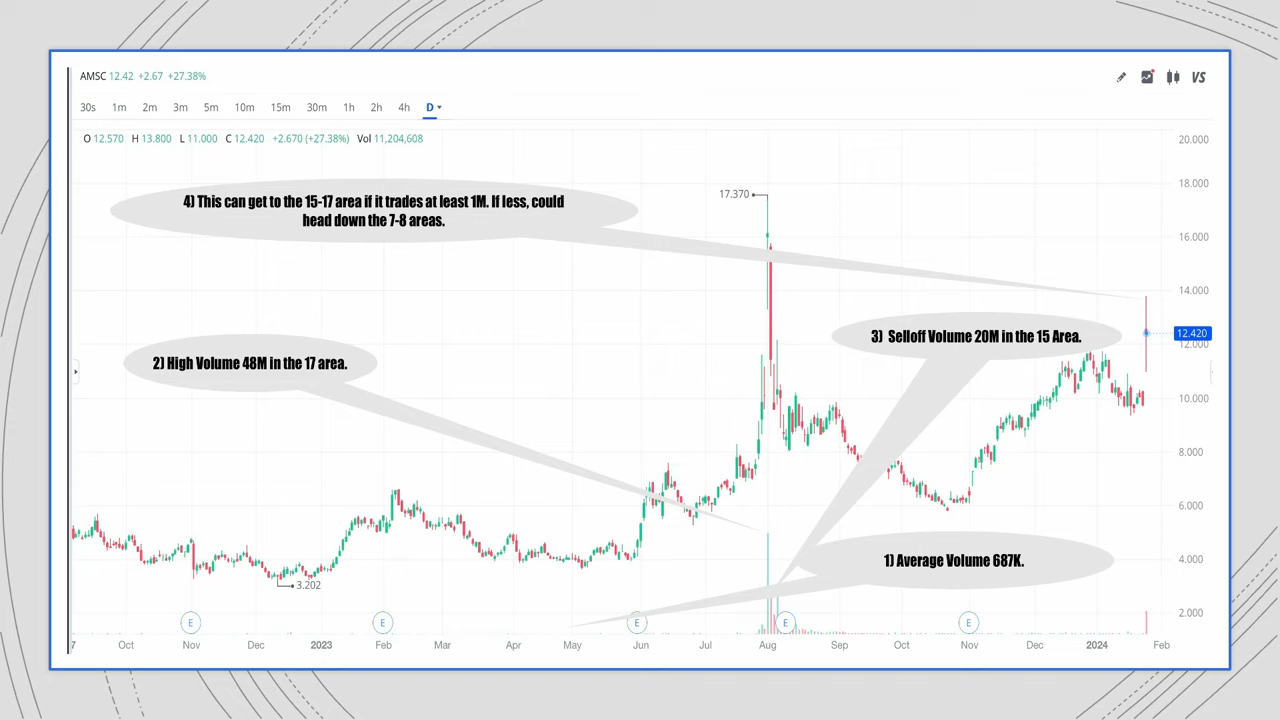 AMSC 12.42 +2.67 +27.38%
VS
30s 1m 2m 3m 5m 10m 15m 30m 1h 2h 4h D
O 12.570 H 13.800 L 11.000 C 12.420 +2.670 (+27.38%) Vol 11,204,608
20.000
18.000
17.370
4) This can get to the 15-17 area if it trades at least 1M. If less, could
head down the 7-8 areas.
16.000
14.000
12.420
12.000
3) Selloff Volume 20M in the 15 Area.
2) High Volume 48M in the 17 area.
10.000
8.000
6.000
4.000
1) Average Volume 687K.
3.202
2.000
E E E E E
7 Oct Nov Dec 2023 Feb Mar Apr May Jun Jul Aug Sep Oct Nov Dec 2024 Feb